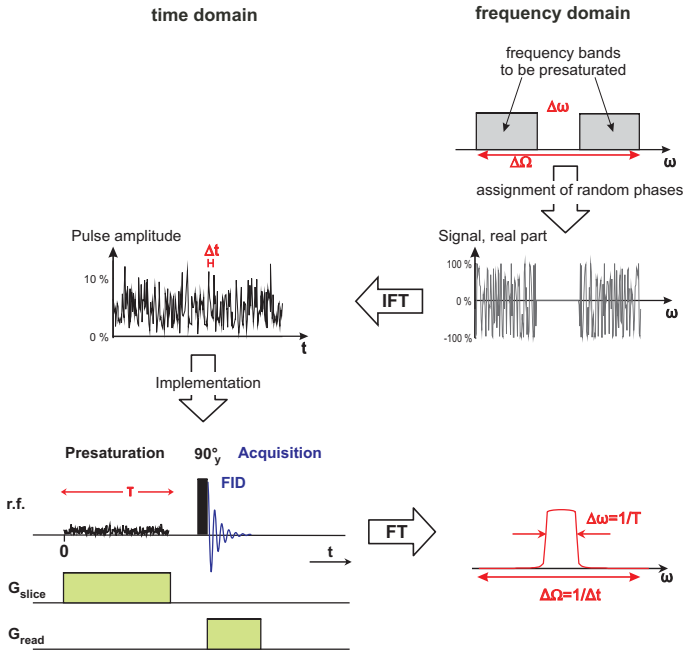 time domain
frequency domain
frequency bands
to be presaturated
Δω
ΔΩ
ω
assignment of random phases
Pulse amplitude
Δt
10 %
0 %
t
IFT
Signal, real part
100 %
0 %
-100 %
ω
Implementation
Presaturation
90°y
Acquisition
T
FID
r.f.
0
t
FT
Δω=1/T
ω
ΔΩ=1/Δt
Gslice
Gread